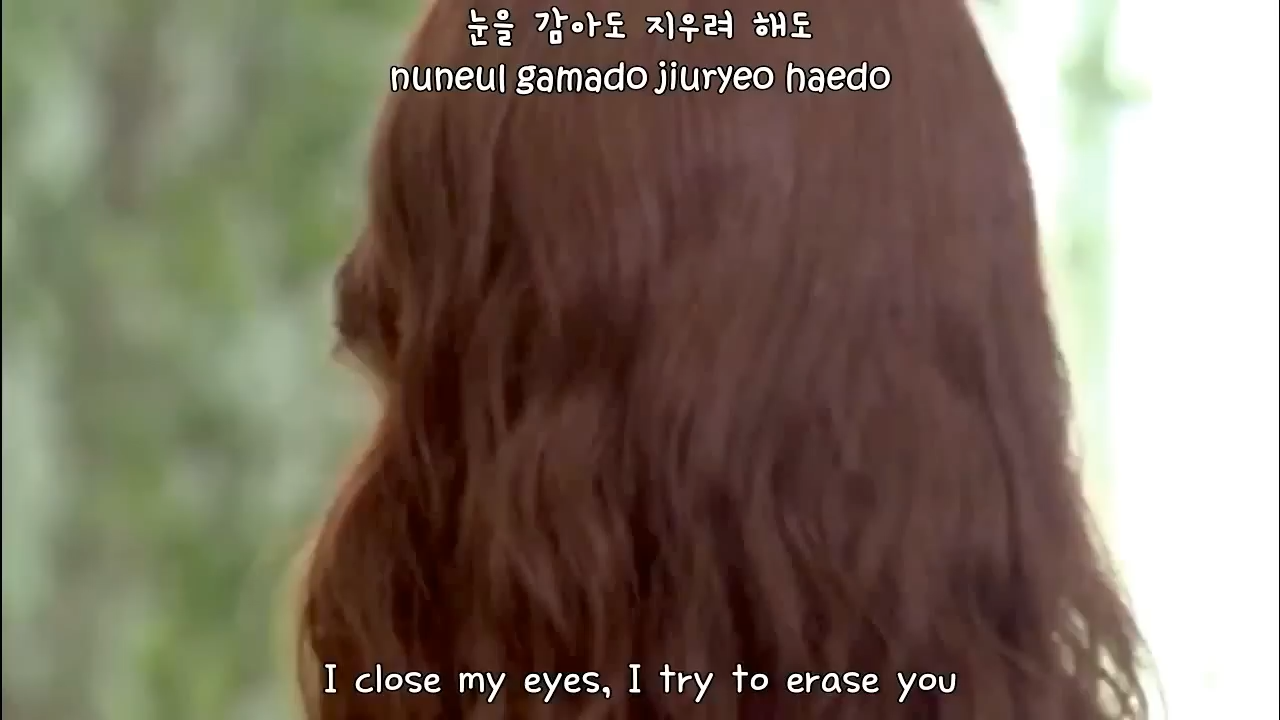 눈을 감아도 지우려 해도
nuneul gamado jiuryeo haedo
I close my eyes, I try to erase you